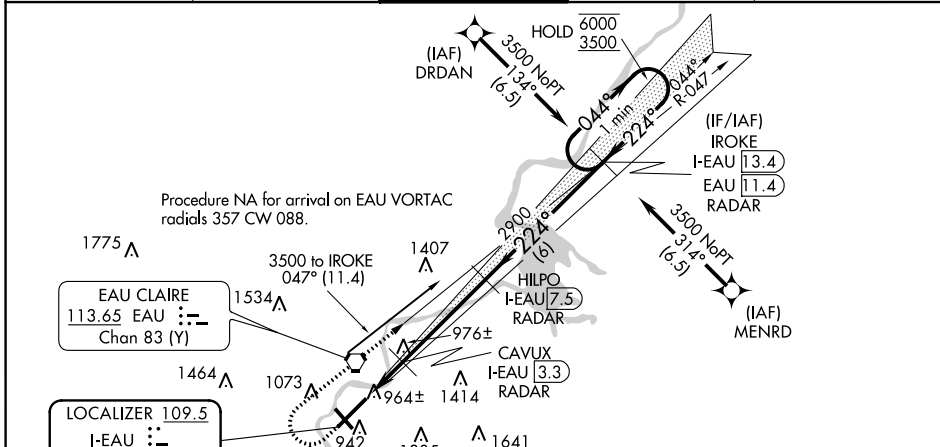 HOLD 6000
3500
(IAF)
DRDAN
3500 NoPT
134°
(6.5)
044°
1 min
224°
044°
R-047
(IF/IAF)
IROKE
I-EAU 13.4
EAU 11.4
RADAR
Procedure NA for arrival on EAU VORTAC
radials 357 CW 088.
2900
224°
(6)
3500 NoPT
314°
(6.5)
(IAF)
MENRD
1775
1407
3500 to IROKE
047° (11.4)
HILPO
I-EAU 7.5
RADAR
EAU CLAIRE
113.65 EAU
Chan 83 (Y)
1534
976±
CAVUX
I-EAU 3.3
RADAR
1464
1073
964±
1414
LOCALIZER 109.5
I-EAU
942
1641